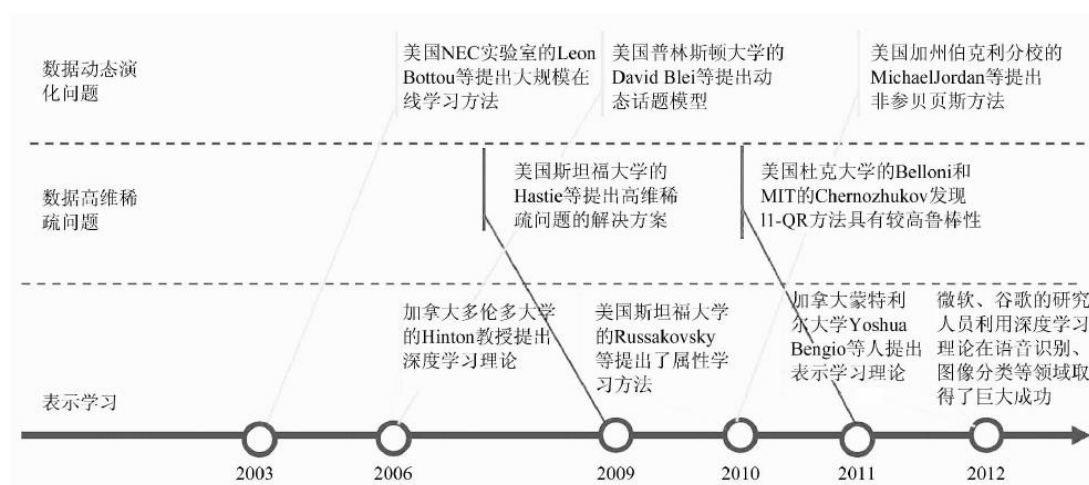 数据动态演
化问题
美国NEC实验室的Leon
Bottou等提出大规模在
线学习方法
美国普林斯顿大学的
David Blei等提出动
态话题模型
美国加州伯克利分校的
MichaelJordan等提出
非参贝页斯方法
数据高维稀
疏问题
美国斯坦福大学的
Hastie等提出高维稀
疏问题的解决方案
美国杜克大学的Belloni和
MIT的Chernozhukov发现
l1-QR方法具有较高鲁棒性
表示学习
加拿大多伦多大学
的Hinton教授提出
深度学习理论
美国斯坦福大学
的Russakovsky
等提出了属性学
习方法
加拿大蒙特利
尔大学Yoshua
Bengio等人提出
表示学习理论
微软、谷歌的研究
人员利用深度学习
理论在语音识别、
图像分类等领域取
得了巨大成功
2003
2006
2009
2010
2011
2012